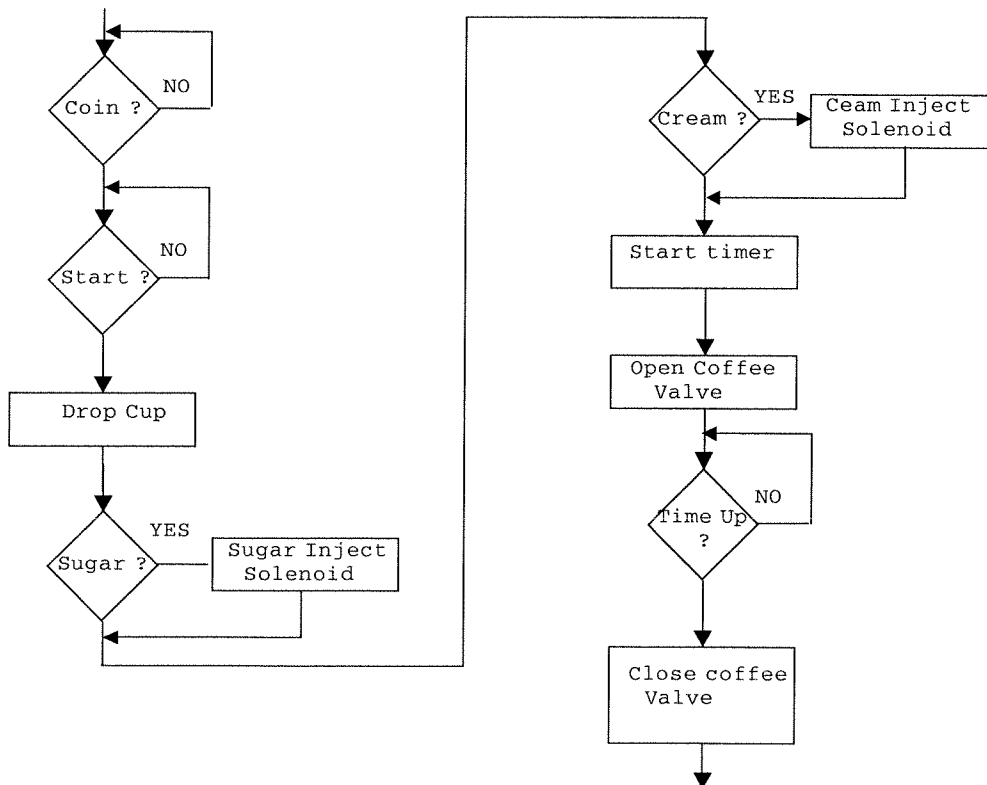 NO
Coin ?
NO
Start ?
Drop Cup
YES
Sugar ?
Sugar Inject
Solenoid
YES
Cream ?
Ceam Inject
Solenoid
Start timer
Open Coffee
Valve
NO
Time Up
?
Close coffee
Valve